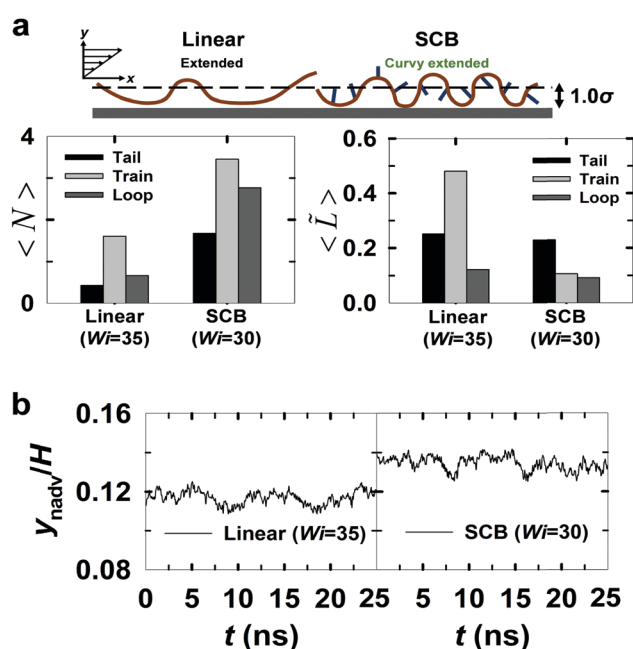 a
y
x
Linear
Extended
SCB
Curvy extended
1.0σ
4
< N >
0
Tail
Train
Loop
Linear
(Wi=35)
SCB
(Wi=30)
0.6
0.4
< L̃ >
0.2
0.0
Tail
Train
Loop
Linear
(Wi=35)
SCB
(Wi=30)
b
0.16
y_nadv/H
0.12
0.08
Linear (Wi=35)
SCB (Wi=30)
0 5 10 15 20 25 5 10 15 20 25
t (ns) t (ns)